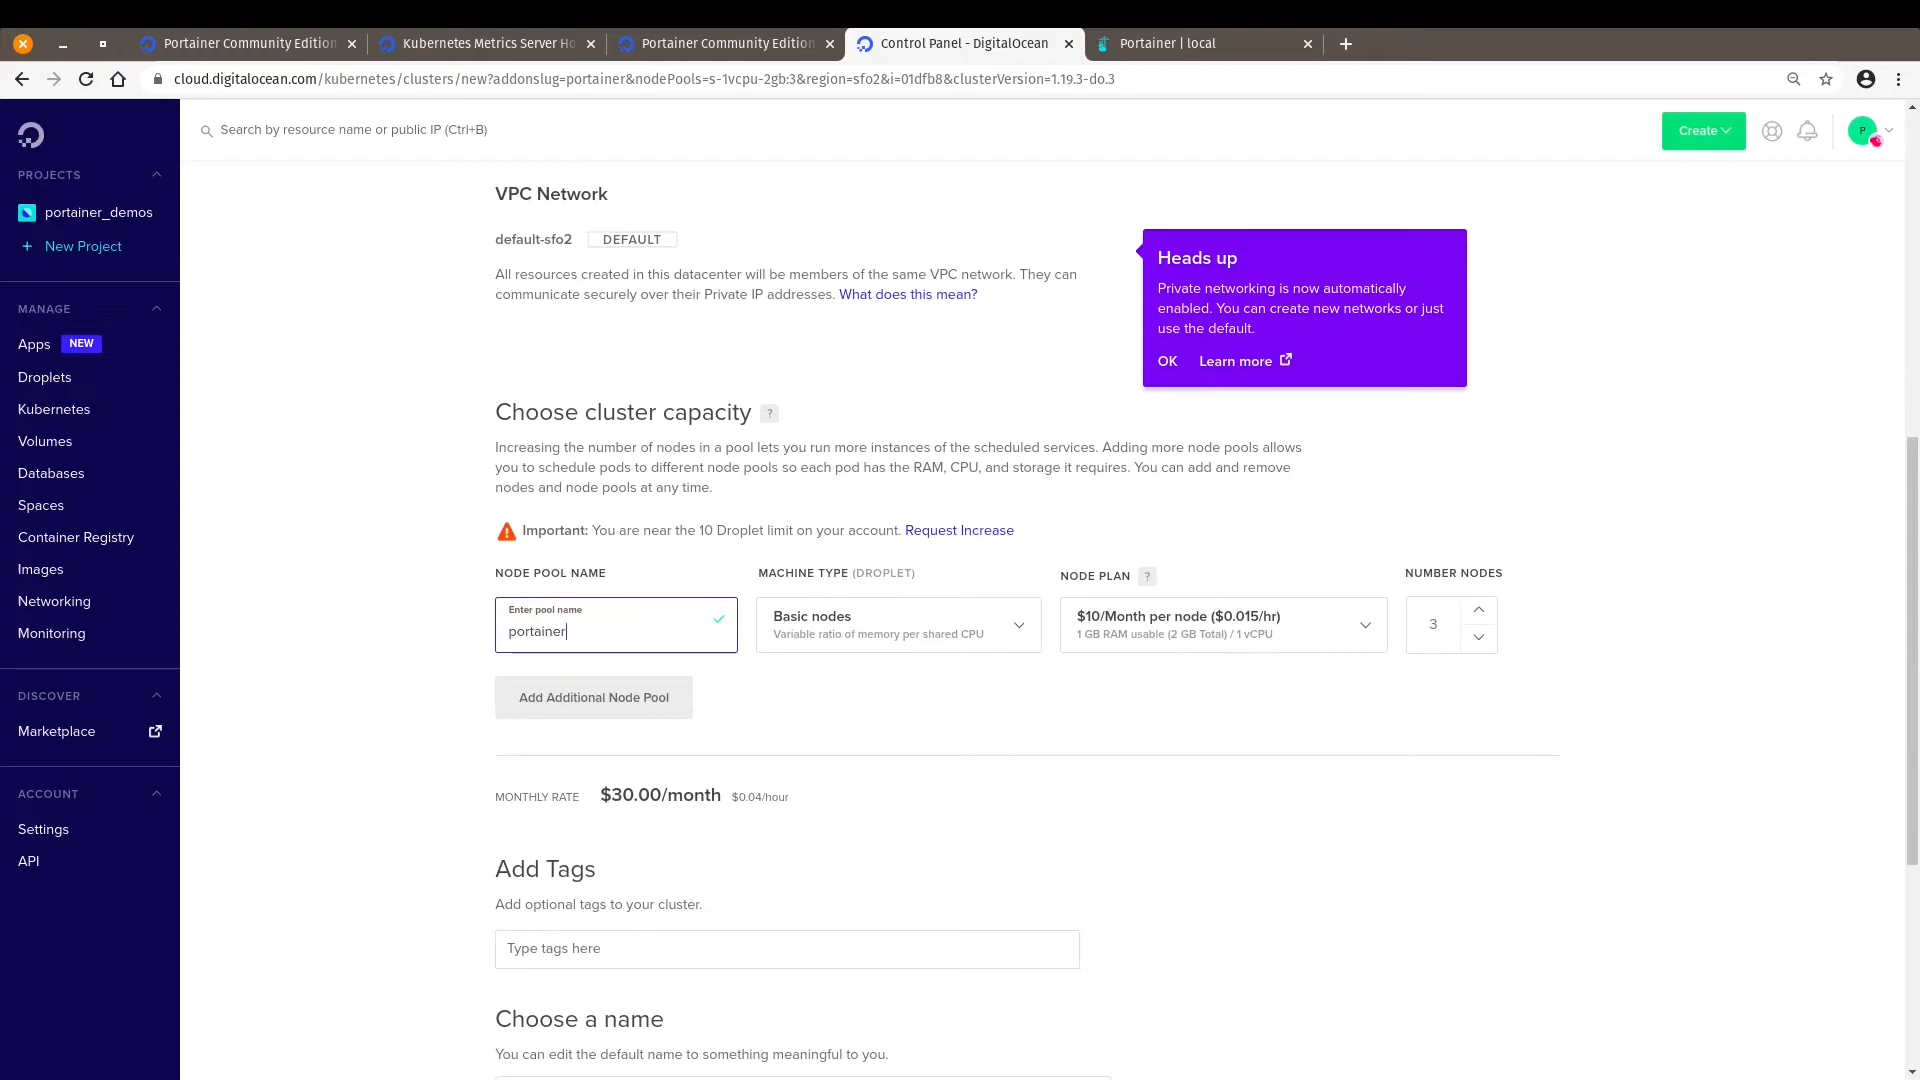 Portainer Community Edition
Kubernetes Metrics Server Ho
Portainer Community Edition
Control Panel - DigitalOcean
Portainer | local
cloud.digitalocean.com/kubernetes/clusters/new?addonslug=portainer&nodePools=s-1vcpu-2gb:3&region=sfo2&i=01dfb8&clusterVersion=1.19.3-do.3
Search by resource name or public IP (Ctrl+B)
Create
P
PROJECTS
portainer_demos
+ New Project
MANAGE
Apps NEW
Droplets
Kubernetes
Volumes
Databases
Spaces
Container Registry
Images
Networking
Monitoring
DISCOVER
Marketplace
ACCOUNT
Settings
API
VPC Network
default-sfo2 DEFAULT
All resources created in this datacenter will be members of the same VPC network. They can
communicate securely over their Private IP addresses. What does this mean?
Heads up
Private networking is now automatically
enabled. You can create new networks or just
use the default.
OK Learn more
Choose cluster capacity ?
Increasing the number of nodes in a pool lets you run more instances of the scheduled services. Adding more node pools allows
you to schedule pods to different node pools so each pod has the RAM, CPU, and storage it requires. You can add and remove
nodes and node pools at any time.
Important: You are near the 10 Droplet limit on your account. Request Increase
NODE POOL NAME
Enter pool name
portainer
MACHINE TYPE (DROPLET)
Basic nodes
Variable ratio of memory per shared CPU
NODE PLAN ?
$10/Month per node ($0.015/hr)
1 GB RAM usable (2 GB Total) / 1 vCPU
NUMBER NODES
3
Add Additional Node Pool
MONTHLY RATE $30.00/month $0.04/hour
Add Tags
Add optional tags to your cluster.
Type tags here
Choose a name
You can edit the default name to something meaningful to you.